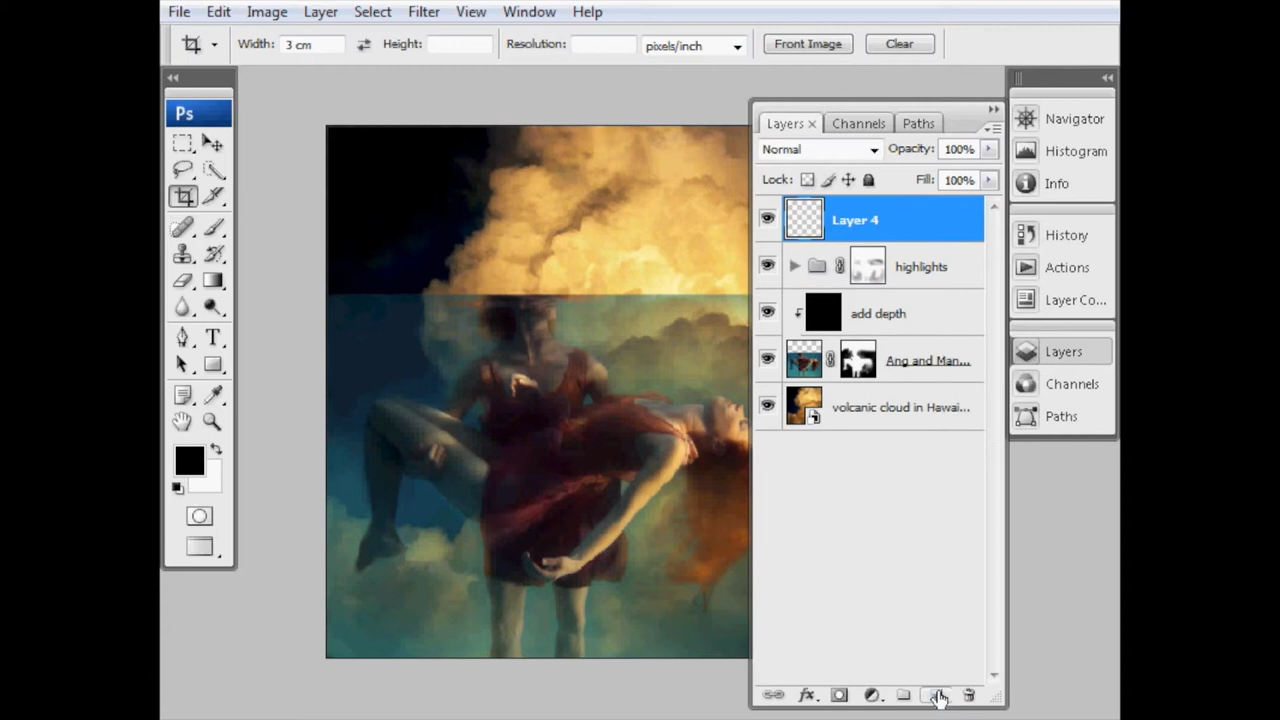 File Edit Image Layer Select Filter View Window Help
Width: 3 cm Height: Resolution: pixels/inch Front Image Clear
Ps
Layers Channels Paths
Normal Opacity: 100%
Lock: Fill: 100%
Layer 4
highlights
add depth
Ang and Man...
volcanic cloud in Hawai...
fx
T
Navigator
Histogram
Info
History
Actions
Layer Co...
Layers
Channels
Paths